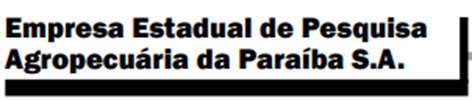 Empresa Estadual de Pesquisa
Agropecuária da Paraíba S.A.